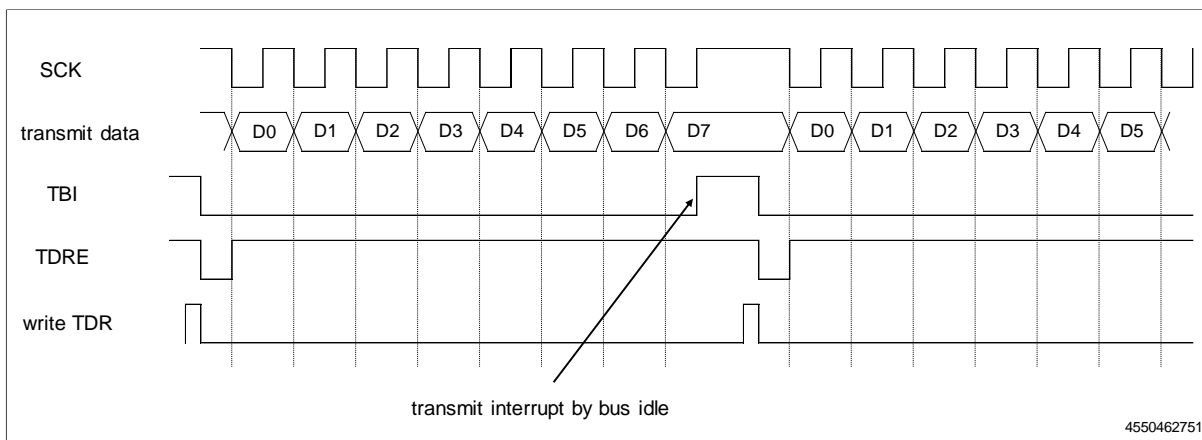 SCK
transmit data D0 D1 D2 D3 D4 D5 D6 D7 D0 D1 D2 D3 D4 D5
TBI
TDRE
write TDR
transmit interrupt by bus idle
4550462751